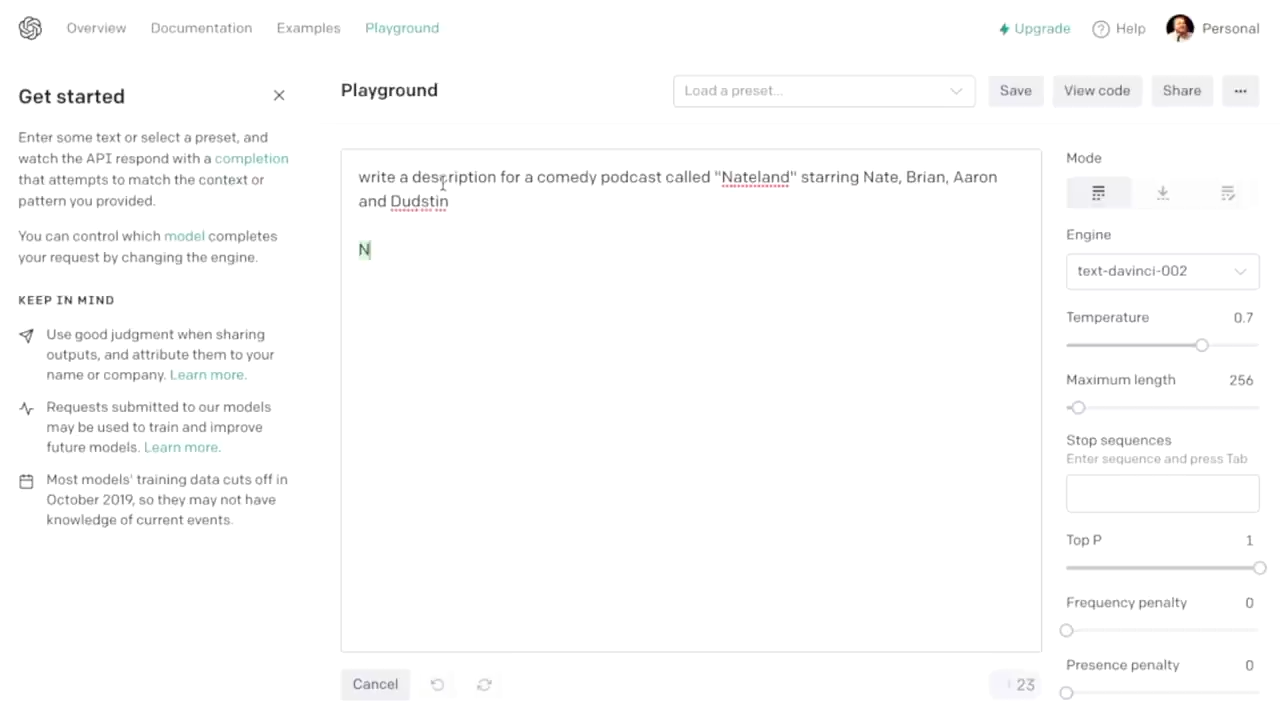 Overview Documentation Examples Playground Upgrade Help Personal
Get started
Enter some text or select a preset, and
watch the API respond with a completion
that attempts to match the context or
pattern you provided.
You can control which model completes
your request by changing the engine.
KEEP IN MIND
Use good judgment when sharing
outputs, and attribute them to your
name or company. Learn more.
Requests submitted to our models
may be used to train and improve
future models. Learn more.
Most models' training data cuts off in
October 2019, so they may not have
knowledge of current events.
Playground
Load a preset...
Save
View code
Share
write a description for a comedy podcast called "Nateland" starring Nate, Brian, Aaron
and Dudstin
N
Cancel
23
Mode
Engine
text-davinci-002
Temperature 0.7
Maximum length 256
Stop sequences
Enter sequence and press Tab
Top P 1
Frequency penalty 0
Presence penalty 0